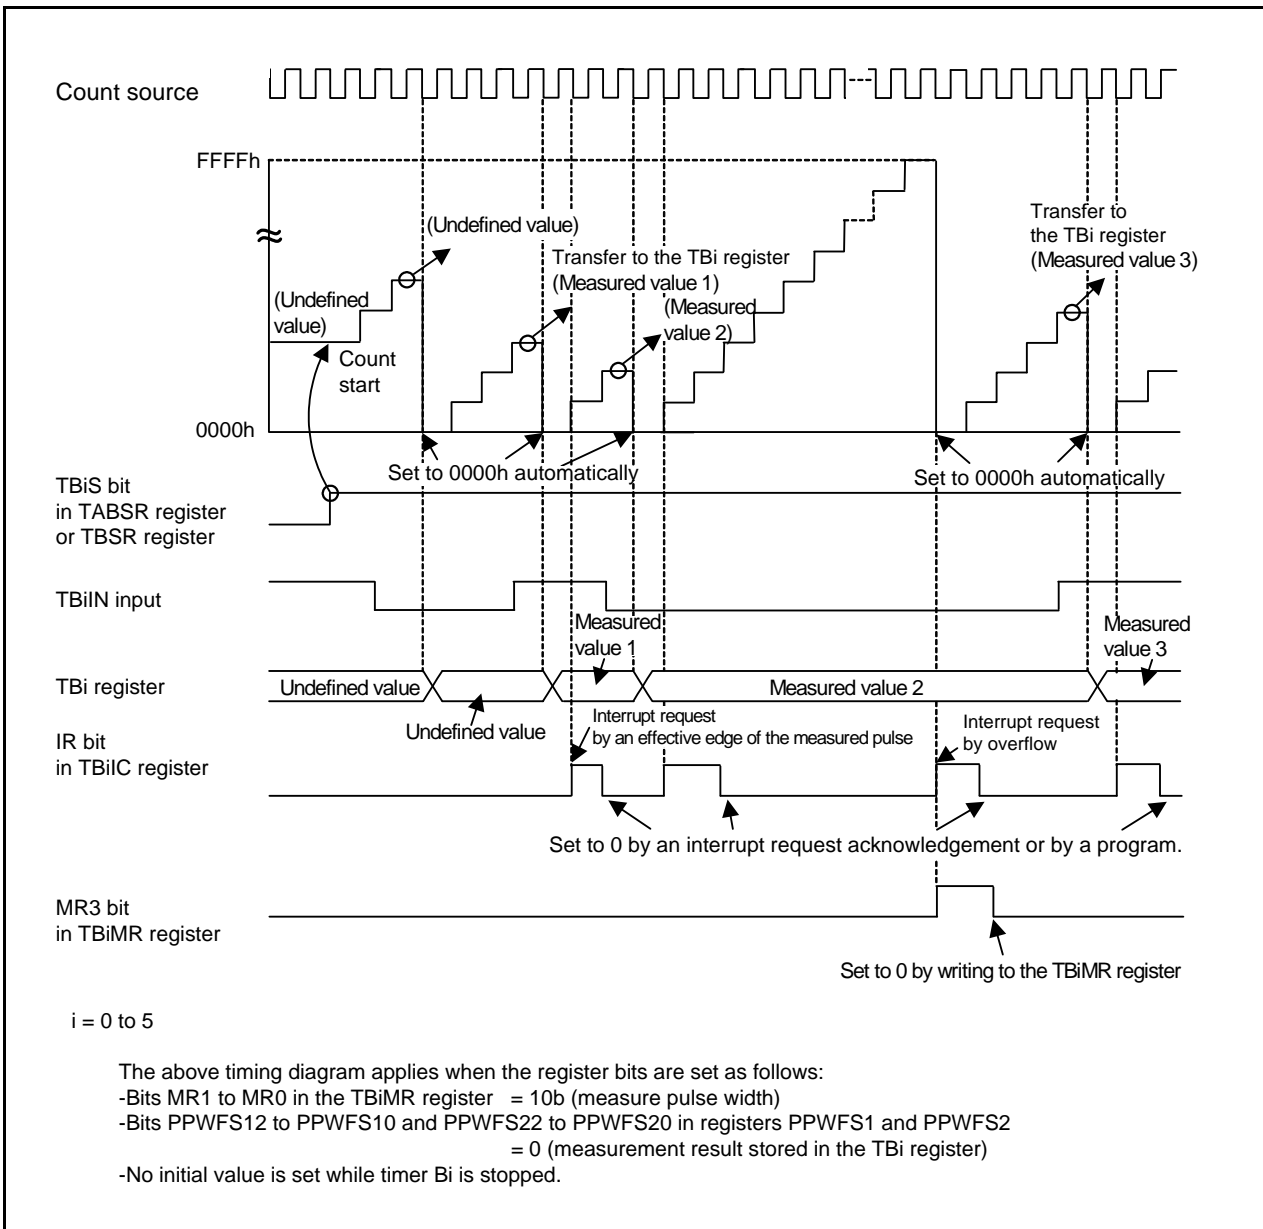 Count source
FFFFh
(Undefined value)
Transfer to the TBi register
(Measured value 1)
(Measured
value 2)
Transfer to
the TBi register
(Measured value 3)
(Undefined
value)
Count
start
0000h
Set to 0000h automatically
Set to 0000h automatically
TBiS bit
in TABSR register
or TBSR register
TBiIN input
Measured
value 1
Measured
value 3
TBi register
Undefined value
Measured value 2
Undefined value
IR bit
in TBiIC register
Interrupt request
by an effective edge of the measured pulse
Interrupt request
by overflow
Set to 0 by an interrupt request acknowledgement or by a program.
MR3 bit
in TBiMR register
Set to 0 by writing to the TBiMR register
i = 0 to 5
The above timing diagram applies when the register bits are set as follows:
-Bits MR1 to MR0 in the TBiMR register = 10b (measure pulse width)
-Bits PPWFS12 to PPWFS10 and PPWFS22 to PPWFS20 in registers PPWFS1 and PPWFS2
= 0 (measurement result stored in the TBi register)
-No initial value is set while timer Bi is stopped.